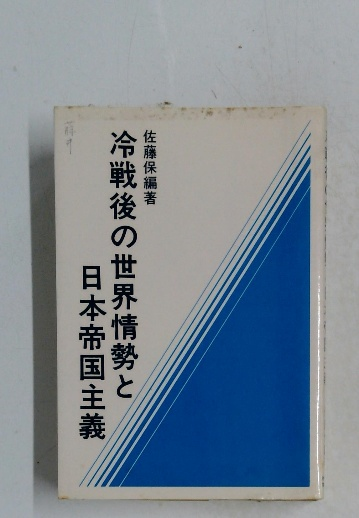 佐藤保編著
冷戦後の世界情勢と
日本帝国主義